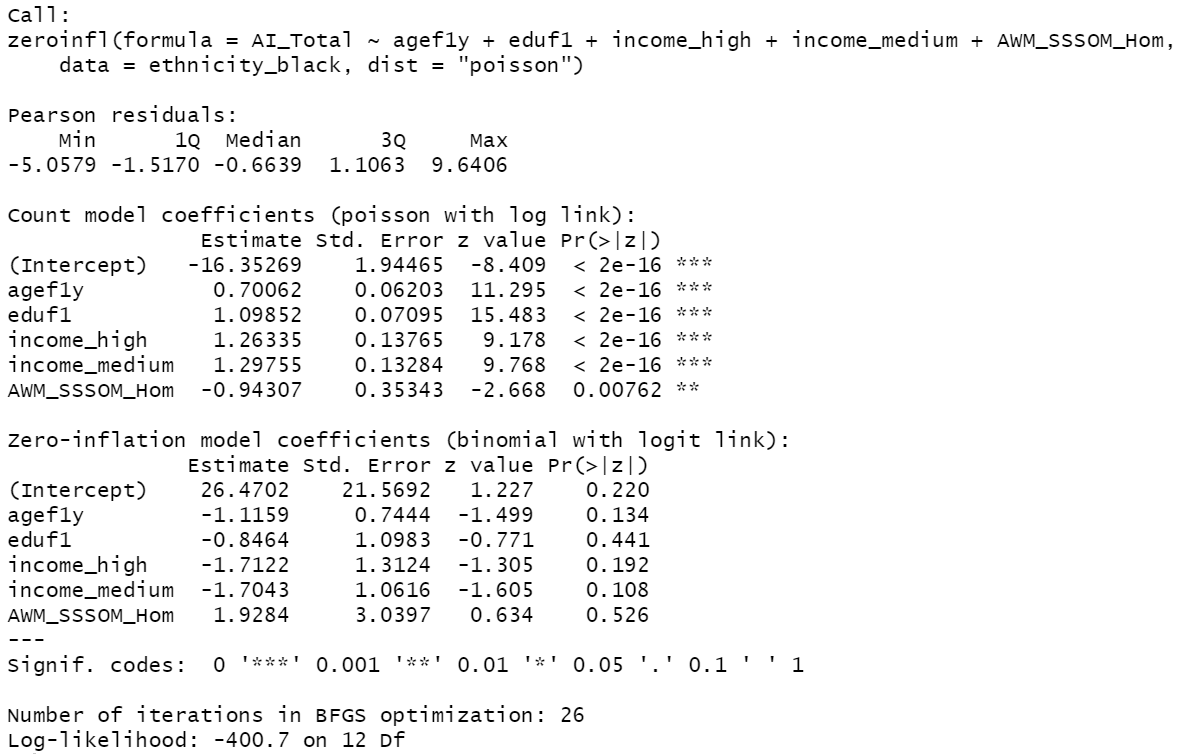 Call:
zeroinfl(formula = AI_Total ~ agef1y + eduf1 + income_high + income_medium + AWM_SSSOM_Hom,
    data = ethnicity_black, dist = "poisson")

Pearson residuals:
    Min      1Q  Median      3Q     Max
-5.0579 -1.5170 -0.6639  1.1063  9.6406

Count model coefficients (poisson with log link):
               Estimate Std. Error z value Pr(>|z|)
(Intercept)   -16.35269    1.94465  -8.409  < 2e-16 ***
agef1y          0.70062    0.06203  11.295  < 2e-16 ***
eduf1           1.09852    0.07095  15.483  < 2e-16 ***
income_high     1.26335    0.13765   9.178  < 2e-16 ***
income_medium   1.29755    0.13284   9.768  < 2e-16 ***
AWM_SSSOM_Hom  -0.94307    0.35343  -2.668  0.00762 **

Zero-inflation model coefficients (binomial with logit link):
              Estimate Std. Error z value Pr(>|z|)
(Intercept)    26.4702    21.5692   1.227    0.220
agef1y         -1.1159     0.7444  -1.499    0.134
eduf1          -0.8464     1.0983  -0.771    0.441
income_high    -1.7122     1.3124  -1.305    0.192
income_medium  -1.7043     1.0616  -1.605    0.108
AWM_SSSOM_Hom   1.9284     3.0397   0.634    0.526
---
Signif. codes:  0 '***' 0.001 '**' 0.01 '*' 0.05 '.' 0.1 ' ' 1

Number of iterations in BFGS optimization: 26
Log-likelihood: -400.7 on 12 Df